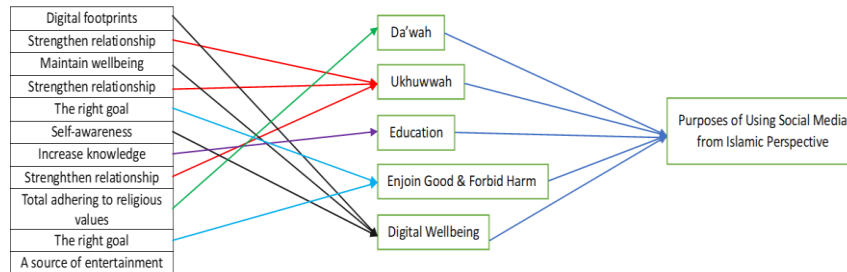 Digital footprints
Strengthen relationship
Maintain wellbeing
Strengthen relationship
The right goal
Self-awareness
Increase knowledge
Strenghthen relationship
Total adhering to religious
values
The right goal
A source of entertainment
Da'wah
Ukhuwwah
Education
Enjoin Good & Forbid Harm
Digital Wellbeing
Purposes of Using Social Media
from Islamic Perspective